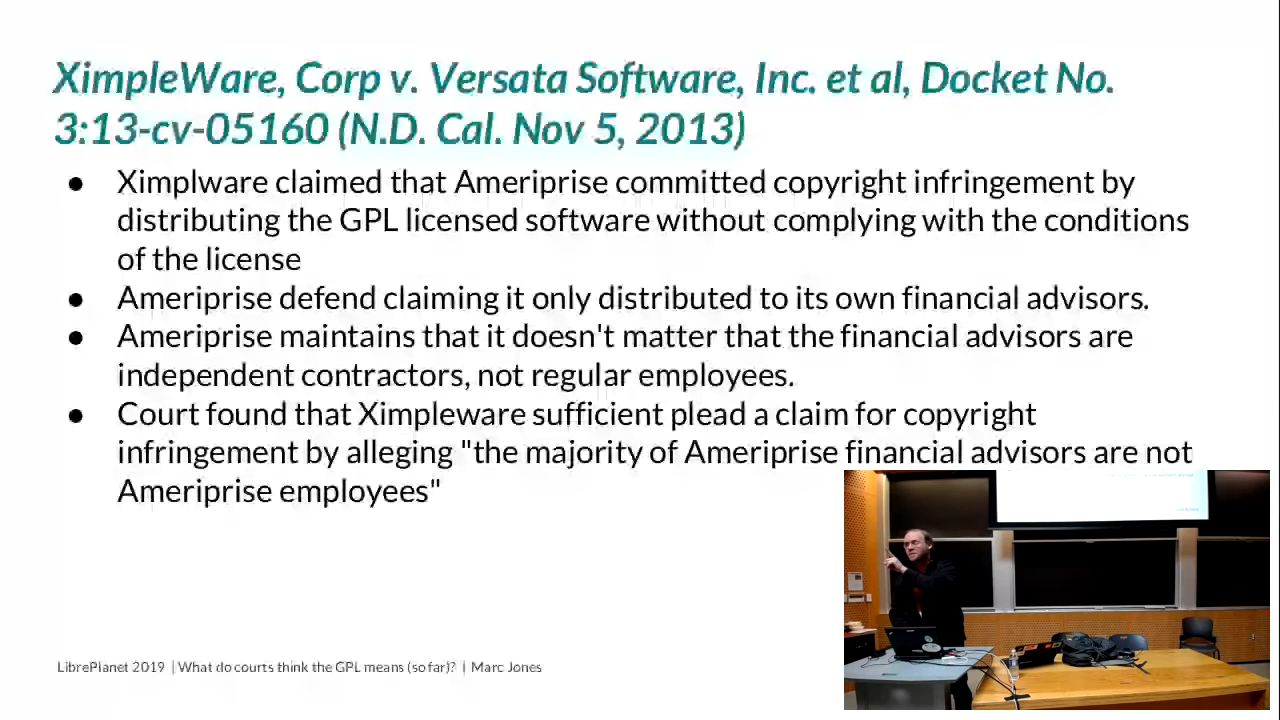 XimpleWare, Corp v. Versata Software, Inc. et al, Docket No.
3:13-cv-05160 (N.D. Cal. Nov 5, 2013)
● Ximplware claimed that Ameriprise committed copyright infringement by
distributing the GPL licensed software without complying with the conditions
of the license
● Ameriprise defend claiming it only distributed to its own financial advisors.
● Ameriprise maintains that it doesn't matter that the financial advisors are
independent contractors, not regular employees.
● Court found that Ximpleware sufficient plead a claim for copyright
infringement by alleging "the majority of Ameriprise financial advisors are not
Ameriprise employees"
LibrePlanet 2019 | What do courts think the GPL means (so far)? | Marc Jones